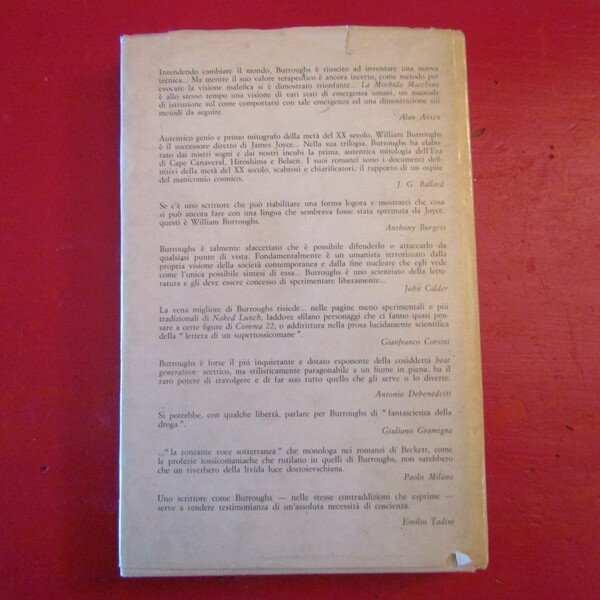 Intendendo cambiare il mondo, Burroughs è riuscito ad inventare una nuova
tecnica... Ma mentre il suo valore terapeutico è ancora incerto, come metodo per
evocare la visione malefica si è dimostrato trionfante... La Morbida Macchina
è allo stesso tempo una visione di vari stati di emergenza umani, un manuale
di istruzione sul come comportarsi con tale emergenza ed una dimostrazione sul
metodi da seguire.
Alan Ansen
Autentico genio e primo mitografo della metà del XX secolo, William Burroughs
è il successore diretto di James Joyce... Nella sua trilogia, Burroughs ha elabo-
rato dai nostri sogni e dai nostri incubi la prima, autentica mitologia dell'Era
di Cape Canaveral, Hiroshima e Belsen. I suoi romanzi sono i documenti defi-
nitivi della metà del XX secolo, scabrosi e chiarificatori, il rapporto di un ospite
del manicomio cosmico.
J. G. Ballard
Se c'è uno scrittore che può riabilitare una forma logora e mostrarci che cosa
si può ancora fare con una lingua che sembrava fosse stata spremuta da Joyce,
questi è William Burroughs.
Anthony Burgess
Burroughs è talmente sfaccettato che è possibile difenderlo o attaccarlo da
qualsiasi punto di vista. Fondamentalmente è un umanista terrorizzato dalla
propria visione della società contemporanea e dalla fine nucleare che egli vede
come l'unica possibile sintesi di essa... Burroughs è uno scienziato della lette-
ratura e gli deve essere concesso di sperimentare liberamente...
John Calder
La vena migliore di Burroughs risiede... nelle pagine meno sperimentali e più
tradizionali di Naked Lunch, laddove sfilano personaggi che ci fanno quasi pen-
sare a certe figure di Comma 22, o addirittura nella prosa lucidamente scientifica
della “ lettera di un supertossicomane ”.
Gianfranco Corsini
Burroughs è forse il più inquietante e dotato esponente della cosiddetta beat
generation: scettico, ma stilisticamente paragonabile a un fiume in piena, ha il
raro potere di travolgere e di far suo tutto quello che gli serve o lo diverte.
Antonio Debenedetti
Si potrebbe, con qualche libertà, parlare per Burroughs di “ fantascienza della
droga ”.
Giuliano Gramigna
...“ la ronzante voce sotterranea ” che monologa nei romanzi di Beckett, come
le profezie tossicomaniache che rutilano in quelli di Burroughs, non sarebbero
che un riverbero della livida luce dostoievschiana.
Paolo Milano
Uno scrittore come Burroughs — nelle stesse contraddizioni che esprime —
serve a rendere testimonianza di un'assoluta necessità di coscienza.
Emilio Tadini